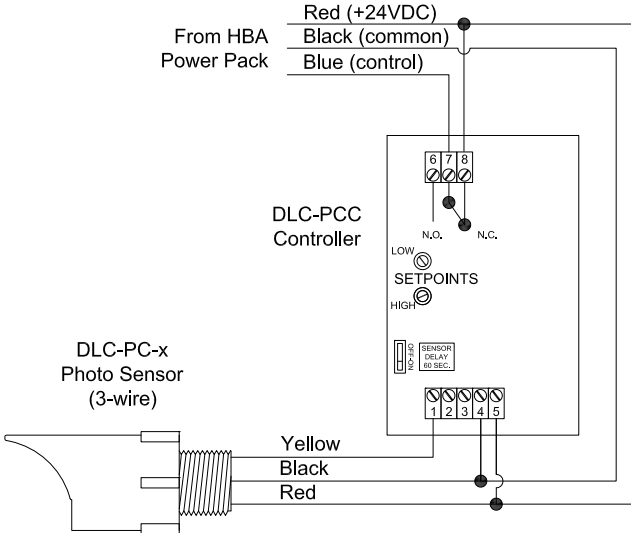 Red (+24VDC)
From HBA
Power Pack
Black (common)
Blue (control)
6 7 8
DLC-PCC
Controller
N.O.
N.C.
LOW
SETPOINTS
HIGH
OFF-ON
SENSOR
DELAY
60 SEC.
DLC-PC-x
Photo Sensor
(3-wire)
1 2 3 4 5
Yellow
Black
Red